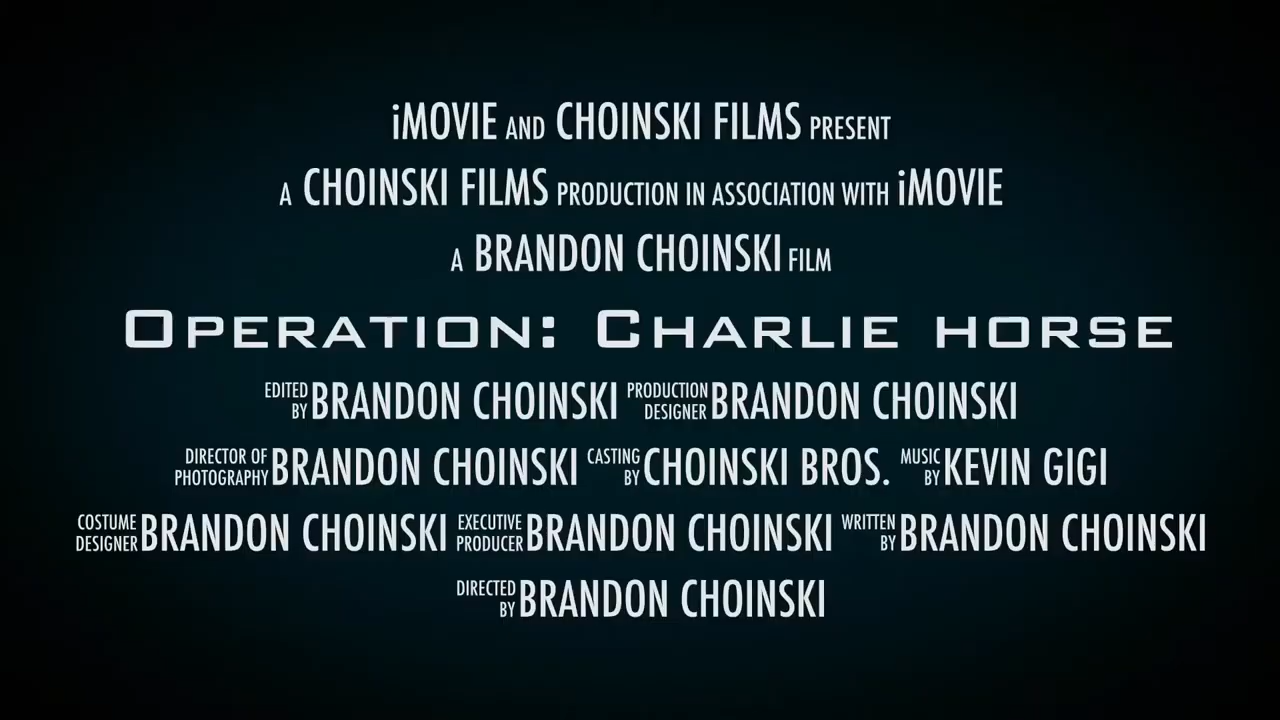 iMOVIE AND CHOINSKI FILMS PRESENT
A CHOINSKI FILMS PRODUCTION IN ASSOCIATION WITH iMOVIE
A BRANDON CHOINSKI FILM
OPERATION: CHARLIE HORSE
EDITED BY BRANDON CHOINSKI PRODUCTION DESIGNER BRANDON CHOINSKI
DIRECTOR OF PHOTOGRAPHY BRANDON CHOINSKI CASTING BY CHOINSKI BROS. MUSIC BY KEVIN GIGI
COSTUME DESIGNER BRANDON CHOINSKI EXECUTIVE PRODUCER BRANDON CHOINSKI WRITTEN BY BRANDON CHOINSKI
DIRECTED BY BRANDON CHOINSKI